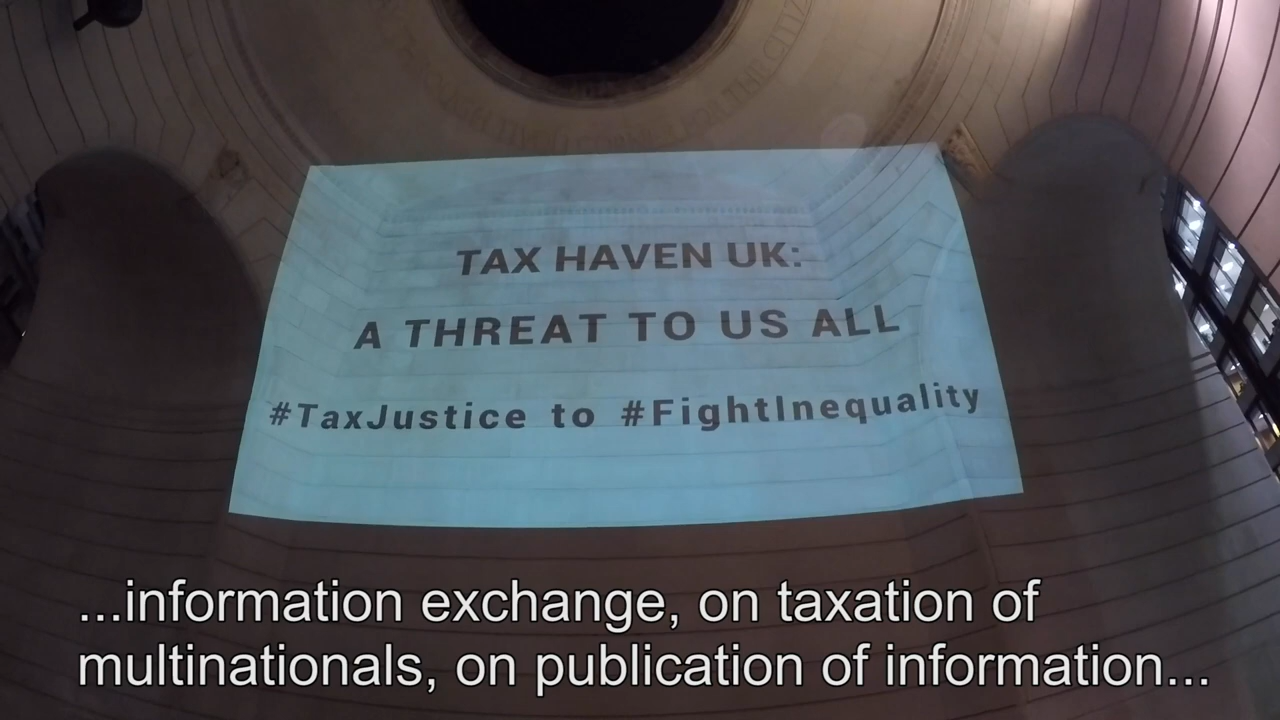 TAX HAVEN UK:
A THREAT TO US ALL
#TaxJustice to #FightInequality
...information exchange, on taxation of
multinationals, on publication of information...